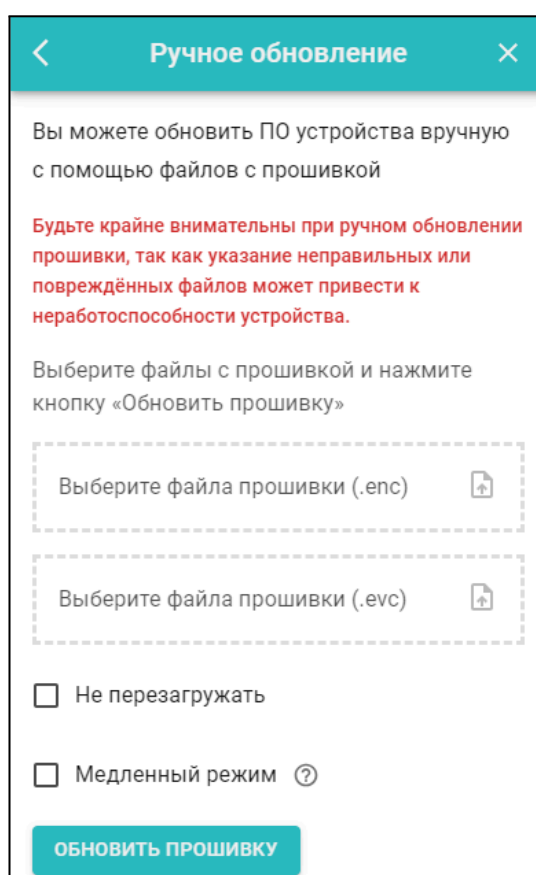 Ручное обновление
Вы можете обновить ПО устройства вручную
с помощью файлов с прошивкой
Будьте крайне внимательны при ручном обновлении
прошивки, так как указание неправильных или
повреждённых файлов может привести к
неработоспособности устройства.
Выберите файлы с прошивкой и нажмите
кнопку «Обновить прошивку»
Выберите файла прошивки (.enc)
Выберите файла прошивки (.evc)
Не перезагружать
Медленный режим ?
ОБНОВИТЬ ПРОШИВКУ